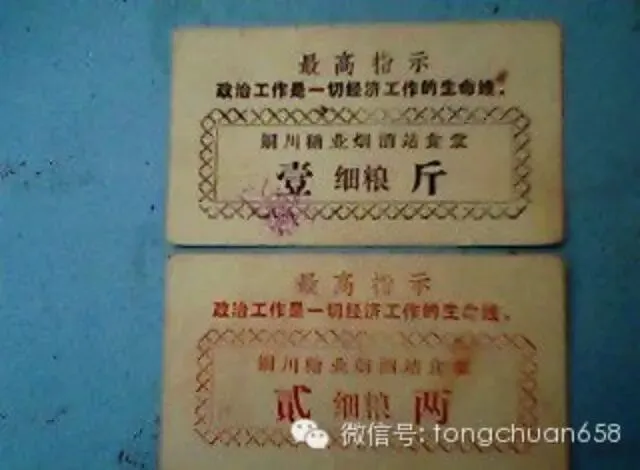 最高指示
政治工作是一切经济工作的生命线。
铜川糖业烟酒站食堂
壹 细粮 斤
最高指示
政治工作是一切经济工作的生命线。
铜川糖业烟酒站食堂
贰 细粮 两
微信号: tongchuan658